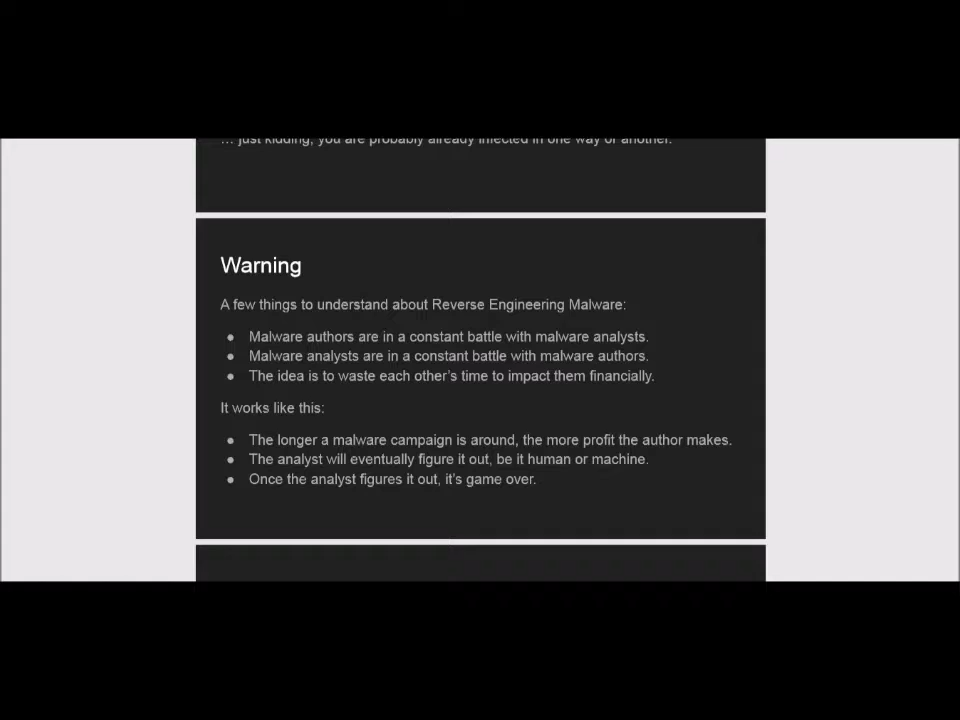 ... just kidding, you are probably already infected in one way or another.
Warning
A few things to understand about Reverse Engineering Malware:
● Malware authors are in a constant battle with malware analysts.
● Malware analysts are in a constant battle with malware authors.
● The idea is to waste each other's time to impact them financially.
It works like this:
● The longer a malware campaign is around, the more profit the author makes.
● The analyst will eventually figure it out, be it human or machine.
● Once the analyst figures it out, it's game over.